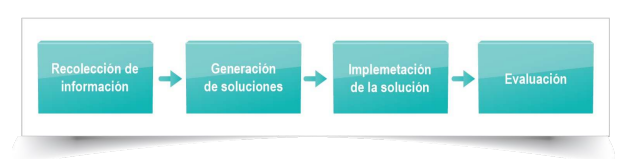 Recolección de
información
Generación
de soluciones
Implemetación
de la solución
Evaluación